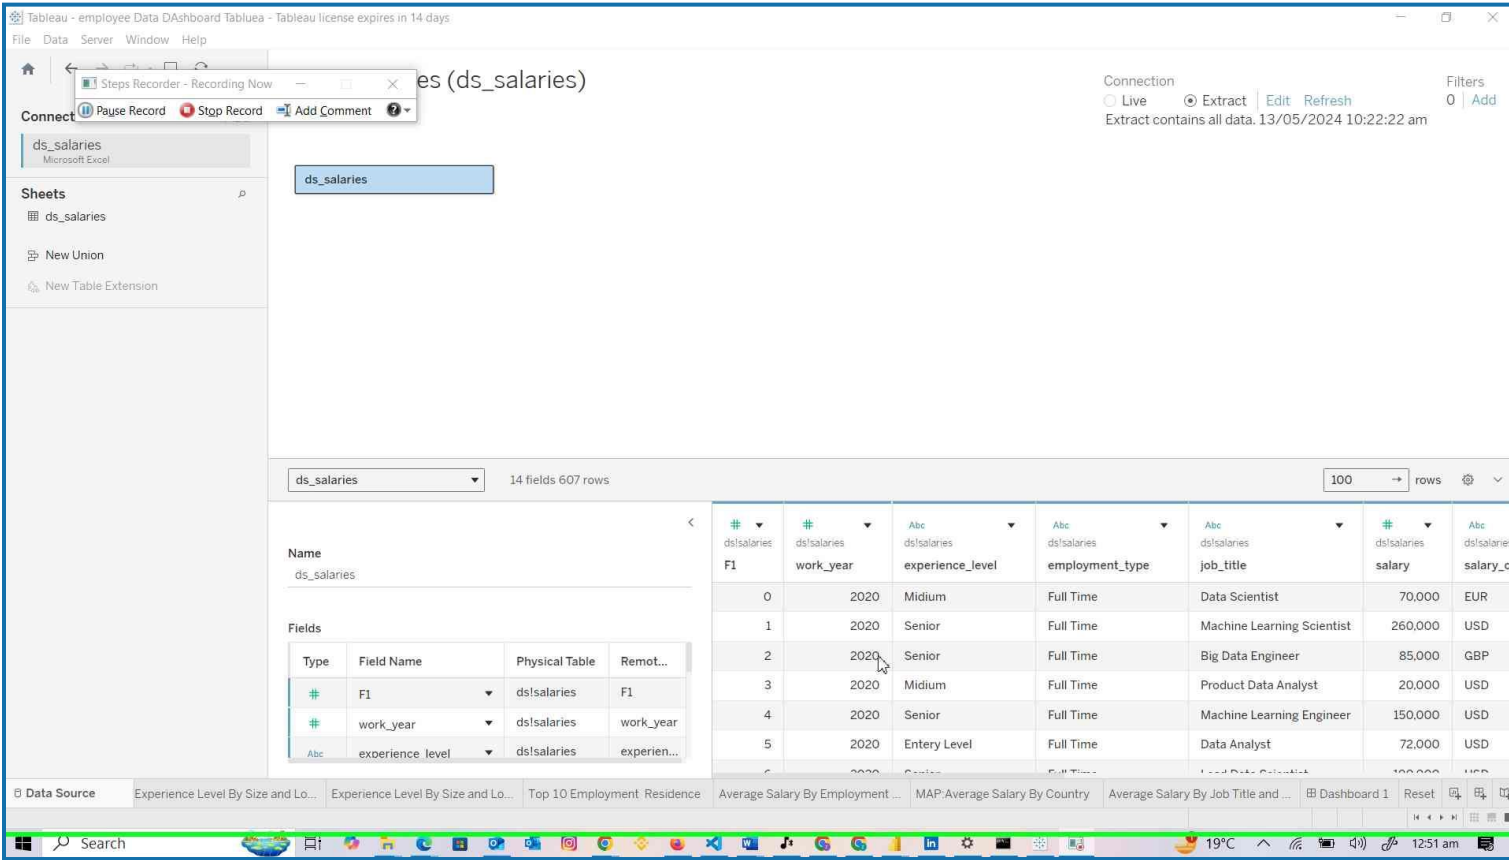 Tableau - employee Data DAshboard Tabluea - Tableau license expires in 14 days
File Data Server Window Help
Steps Recorder - Recording Now
Pause Record Stop Record Add Comment
es (ds_salaries)
Connection
Live Extract Edit Refresh
Extract contains all data. 13/05/2024 10:22:22 am
Filters
0 Add
Connect
ds_salaries
Microsoft Excel
Sheets
ds_salaries
New Union
New Table Extension
ds_salaries
ds_salaries 14 fields 607 rows 100 rows
Name
ds_salaries
Fields
Type Field Name Physical Table Remot...
# F1 ds!salaries F1
# work_year ds!salaries work_year
Abc experience_level ds!salaries experien...
# # Abc Abc Abc # Abc
ds!salaries ds!salaries ds!salaries ds!salaries ds!salaries ds!salaries ds!salaries
F1 work_year experience_level employment_type job_title salary salary_c
0 2020 Midium Full Time Data Scientist 70,000 EUR
1 2020 Senior Full Time Machine Learning Scientist 260,000 USD
2 2020 Senior Full Time Big Data Engineer 85,000 GBP
3 2020 Midium Full Time Product Data Analyst 20,000 USD
4 2020 Senior Full Time Machine Learning Engineer 150,000 USD
5 2020 Entery Level Full Time Data Analyst 72,000 USD
Data Source Experience Level By Size and Lo... Experience Level By Size and Lo... Top 10 Employment Residence Average Salary By Employment ... MAP:Average Salary By Country Average Salary By Job Title and ... Dashboard 1 Reset
Search 19°C 12:51 am